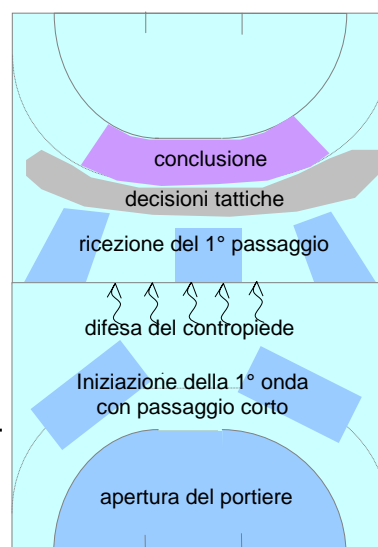 conclusione
decisioni tattiche
ricezione del 1° passaggio
difesa del contropiede
Iniziazione della 1° onda
con passaggio corto
apertura del portiere